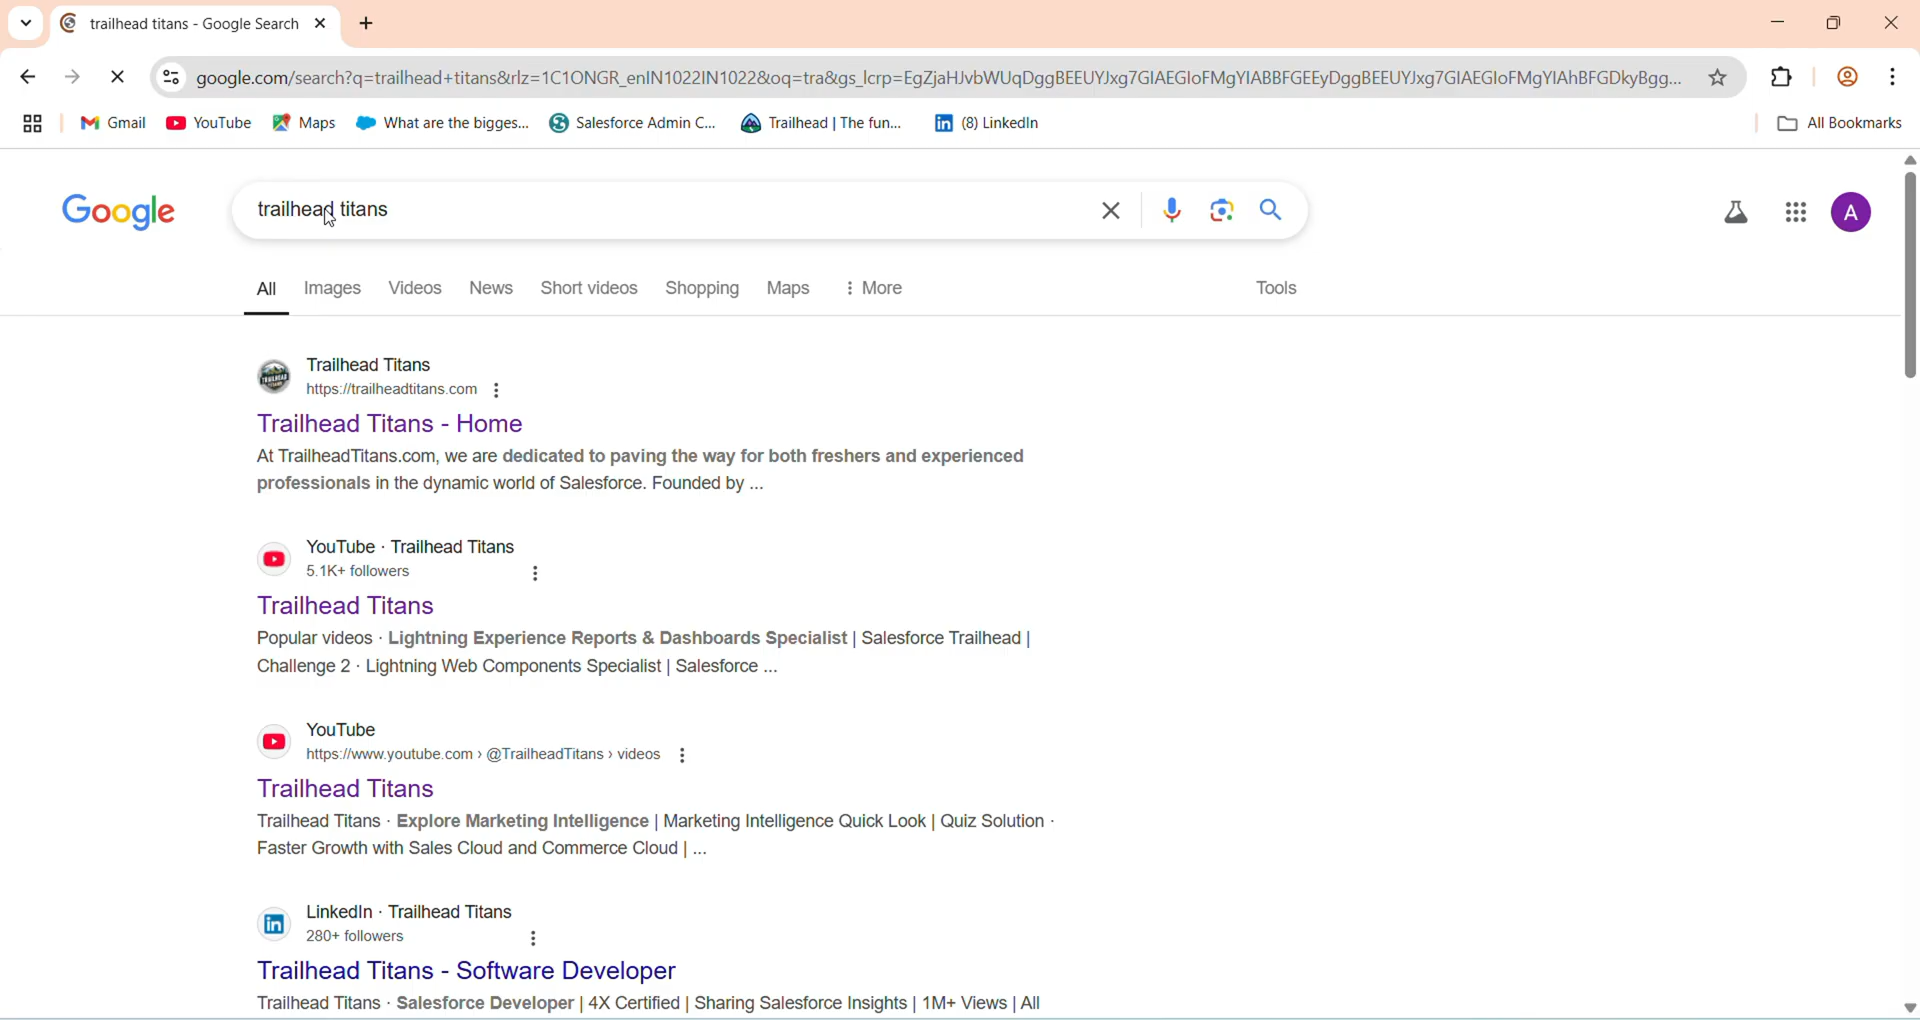 trailhead titans - Google Search
google.com/search?q=trailhead+titans&rlz=1C1ONGR_enIN1022IN1022&oq=tra&gs_lcrp=EgZjaHJvbWUqDggBEEUYJxg7GIAEGIoFMgYIABBFGEEyDggBEEUYJxg7GIAEGIoFMgYIAhBFGDkyBgg...
Gmail YouTube Maps What are the bigges... Salesforce Admin C... Trailhead | The fun... (8) LinkedIn All Bookmarks
Google trailhead titans A
All Images Videos News Short videos Shopping Maps More Tools
Trailhead Titans
https://trailheadtitans.com
Trailhead Titans - Home
At TrailheadTitans.com, we are dedicated to paving the way for both freshers and experienced
professionals in the dynamic world of Salesforce. Founded by ...
YouTube · Trailhead Titans
5.1K+ followers
Trailhead Titans
Popular videos · Lightning Experience Reports & Dashboards Specialist | Salesforce Trailhead |
Challenge 2 · Lightning Web Components Specialist | Salesforce ...
YouTube
https://www.youtube.com › @TrailheadTitans › videos
Trailhead Titans
Trailhead Titans · Explore Marketing Intelligence | Marketing Intelligence Quick Look | Quiz Solution ·
Faster Growth with Sales Cloud and Commerce Cloud | ...
LinkedIn · Trailhead Titans
280+ followers
Trailhead Titans - Software Developer
Trailhead Titans · Salesforce Developer | 4X Certified | Sharing Salesforce Insights | 1M+ Views | All